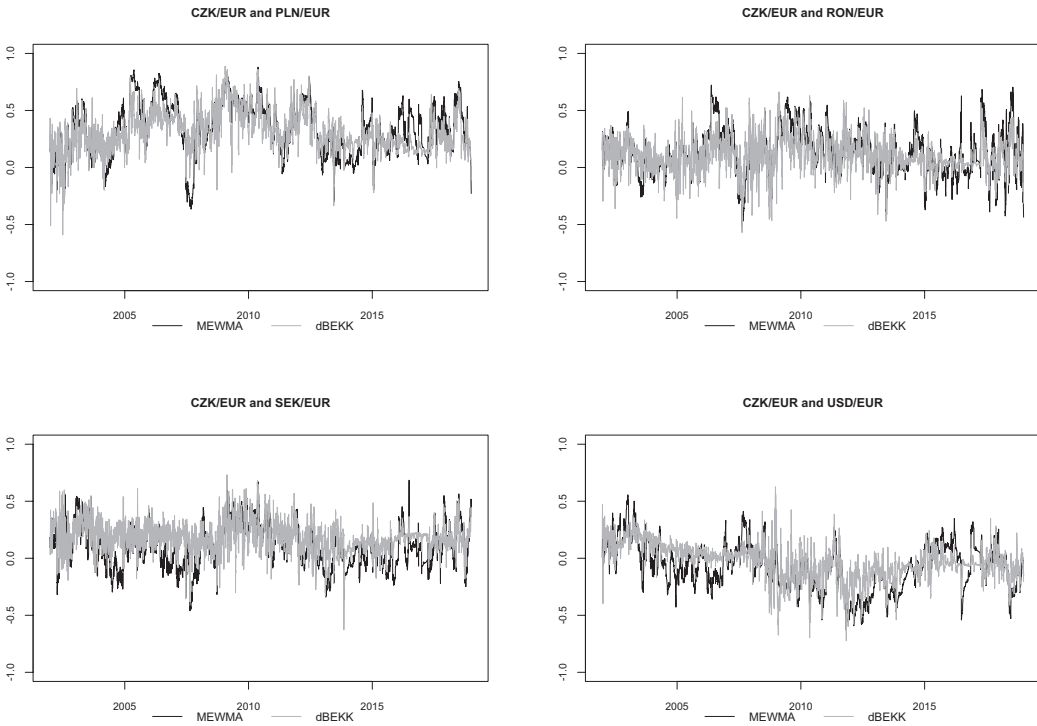 CZK/EUR and PLN/EUR
1.0
0.5
0.0
-0.5
-1.0
2005
2010
2015
MEWMA
dBEKK
CZK/EUR and RON/EUR
1.0
0.5
0.0
-0.5
-1.0
2005
2010
2015
MEWMA
dBEKK
CZK/EUR and SEK/EUR
1.0
0.5
0.0
-0.5
-1.0
2005
2010
2015
MEWMA
dBEKK
CZK/EUR and USD/EUR
1.0
0.5
0.0
-0.5
-1.0
2005
2010
2015
MEWMA
dBEKK